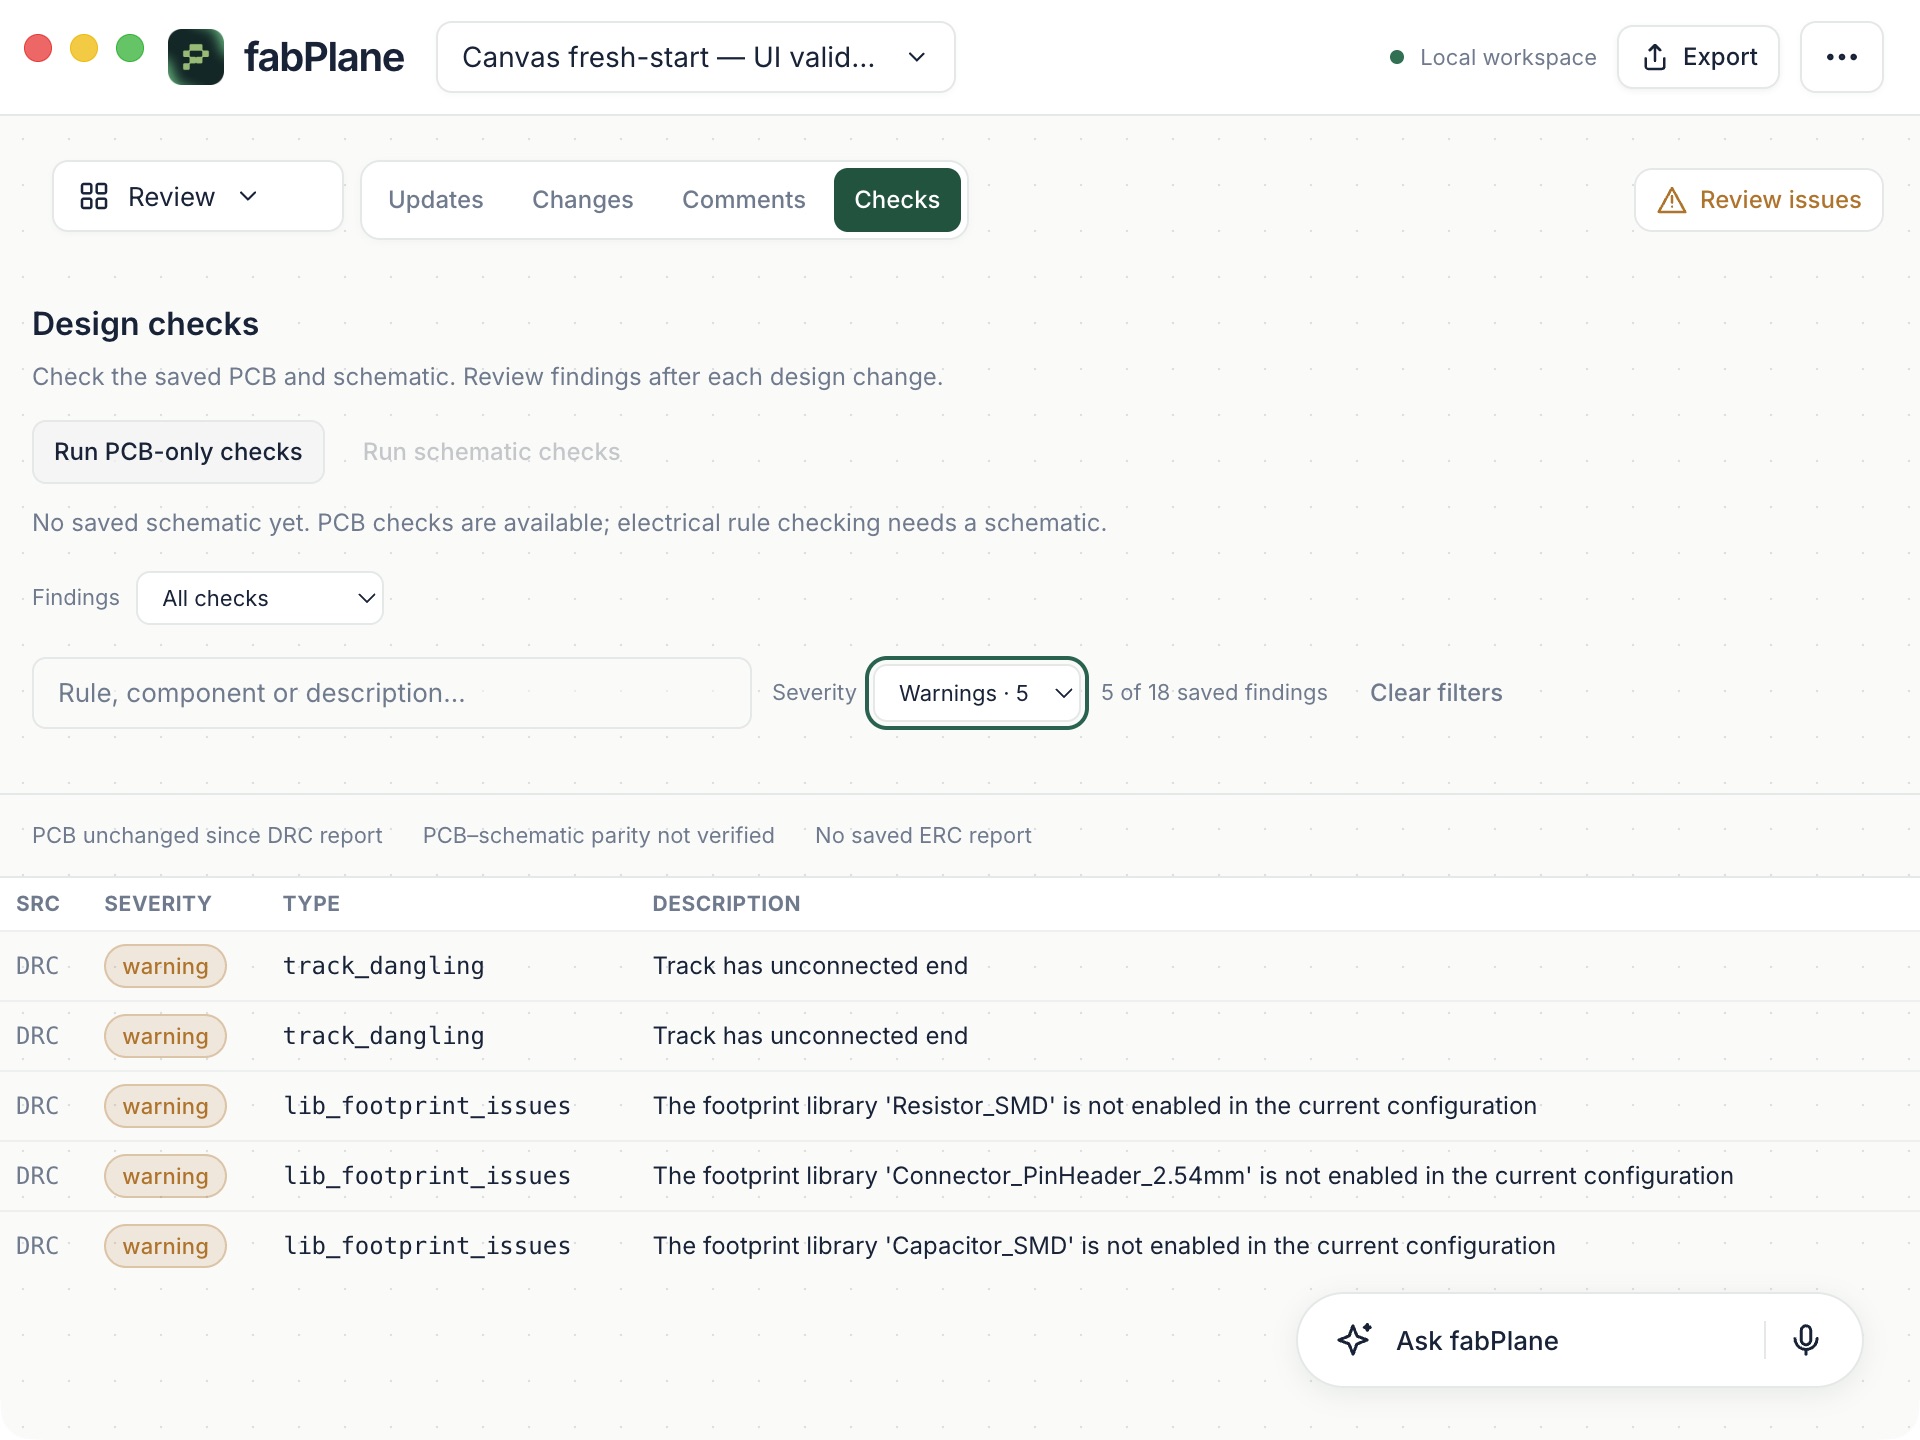 fabPlane
Canvas fresh-start — UI valid...
Local workspace
Export
Review
Updates
Changes
Comments
Checks
Review issues
Design checks
Check the saved PCB and schematic. Review findings after each design change.
Run PCB-only checks
Run schematic checks
No saved schematic yet. PCB checks are available; electrical rule checking needs a schematic.
Findings
All checks
Rule, component or description...
Severity
Warnings · 5
5 of 18 saved findings
Clear filters
PCB unchanged since DRC report
PCB–schematic parity not verified
No saved ERC report
SRC SEVERITY TYPE DESCRIPTION
DRC warning track_dangling Track has unconnected end
DRC warning track_dangling Track has unconnected end
DRC warning lib_footprint_issues The footprint library 'Resistor_SMD' is not enabled in the current configuration
DRC warning lib_footprint_issues The footprint library 'Connector_PinHeader_2.54mm' is not enabled in the current configuration
DRC warning lib_footprint_issues The footprint library 'Capacitor_SMD' is not enabled in the current configuration
Ask fabPlane